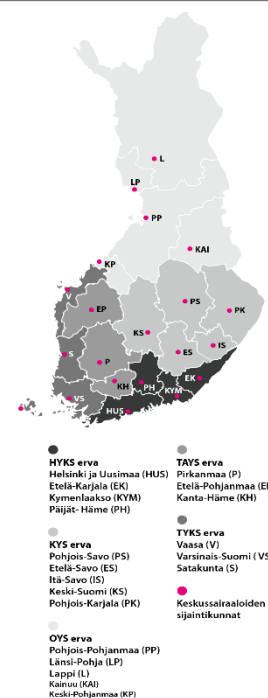 L
LP
PP
KAI
KP
V
EP
PS
PK
KS
S
P
ES
IS
EK
KH
PH
KYM
VS
HUS
HYKS erva
Helsinki ja Uusimaa (HUS)
Etelä-Karjala (EK)
Kymenlaakso (KYM)
Päijät- Häme (PH)
TAYS erva
Pirkanmaa (P)
Etelä-Pohjanmaa (E
Kanta-Häme (KH)
KYS erva
Pohjois-Savo (PS)
Etelä-Savo (ES)
Itä-Savo (IS)
Keski-Suomi (KS)
Pohjois-Karjala (PK)
TYKS erva
Vaasa (V)
Varsinais-Suomi ( VS
Satakunta (S)
Keskussairaaloiden
sijaintikunnat
OYS erva
Pohjois-Pohjanmaa (PP)
Länsi-Pohja (LP)
Lappi (L)
Kainuu (KAI)
Keski-Pohjanmaa (KP)